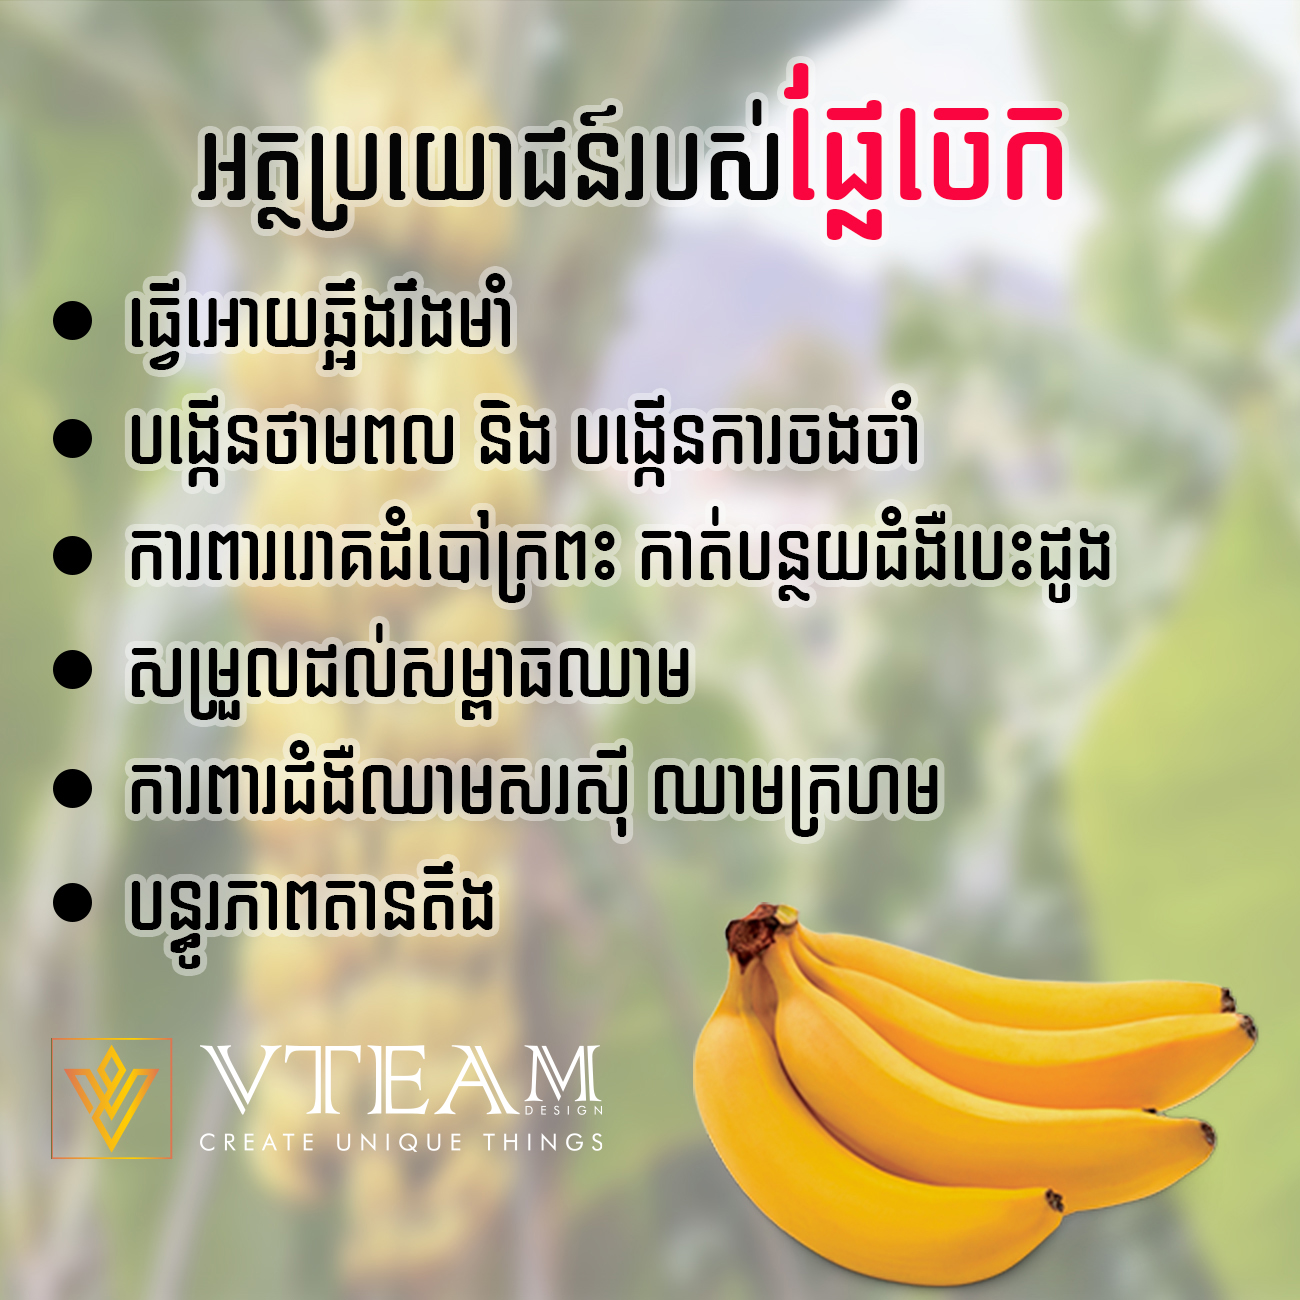 អត្ថប្រយោជន៍របស់ផ្លែចេក
● ធ្វើអោយឆ្អឹងរឹងមាំ
● បង្កើនថាមពល និង បង្កើនការចងចាំ
● ការពាររោគដំបៅក្រពះ កាត់បន្ថយជំងឺបេះដូង
● សម្រួលដល់សម្ពាធឈាម
● ការពារជំងឺឈាមសរស៊ី ឈាមក្រហម
● បន្ធូរភាពតានតឹង
VTEAM
DESIGN
CREATE UNIQUE THINGS